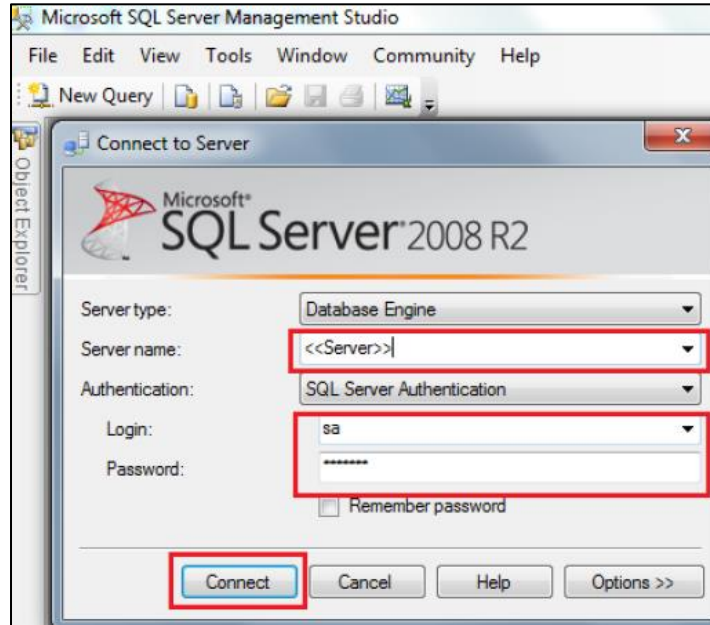 Microsoft SQL Server Management Studio
File Edit View Tools Window Community Help
New Query
Object Explorer
Connect to Server
Microsoft®
SQL Server® 2008 R2
Server type: Database Engine
Server name: <<Server>>
Authentication: SQL Server Authentication
Login: sa
Password: *******
Remember password
Connect Cancel Help Options >>